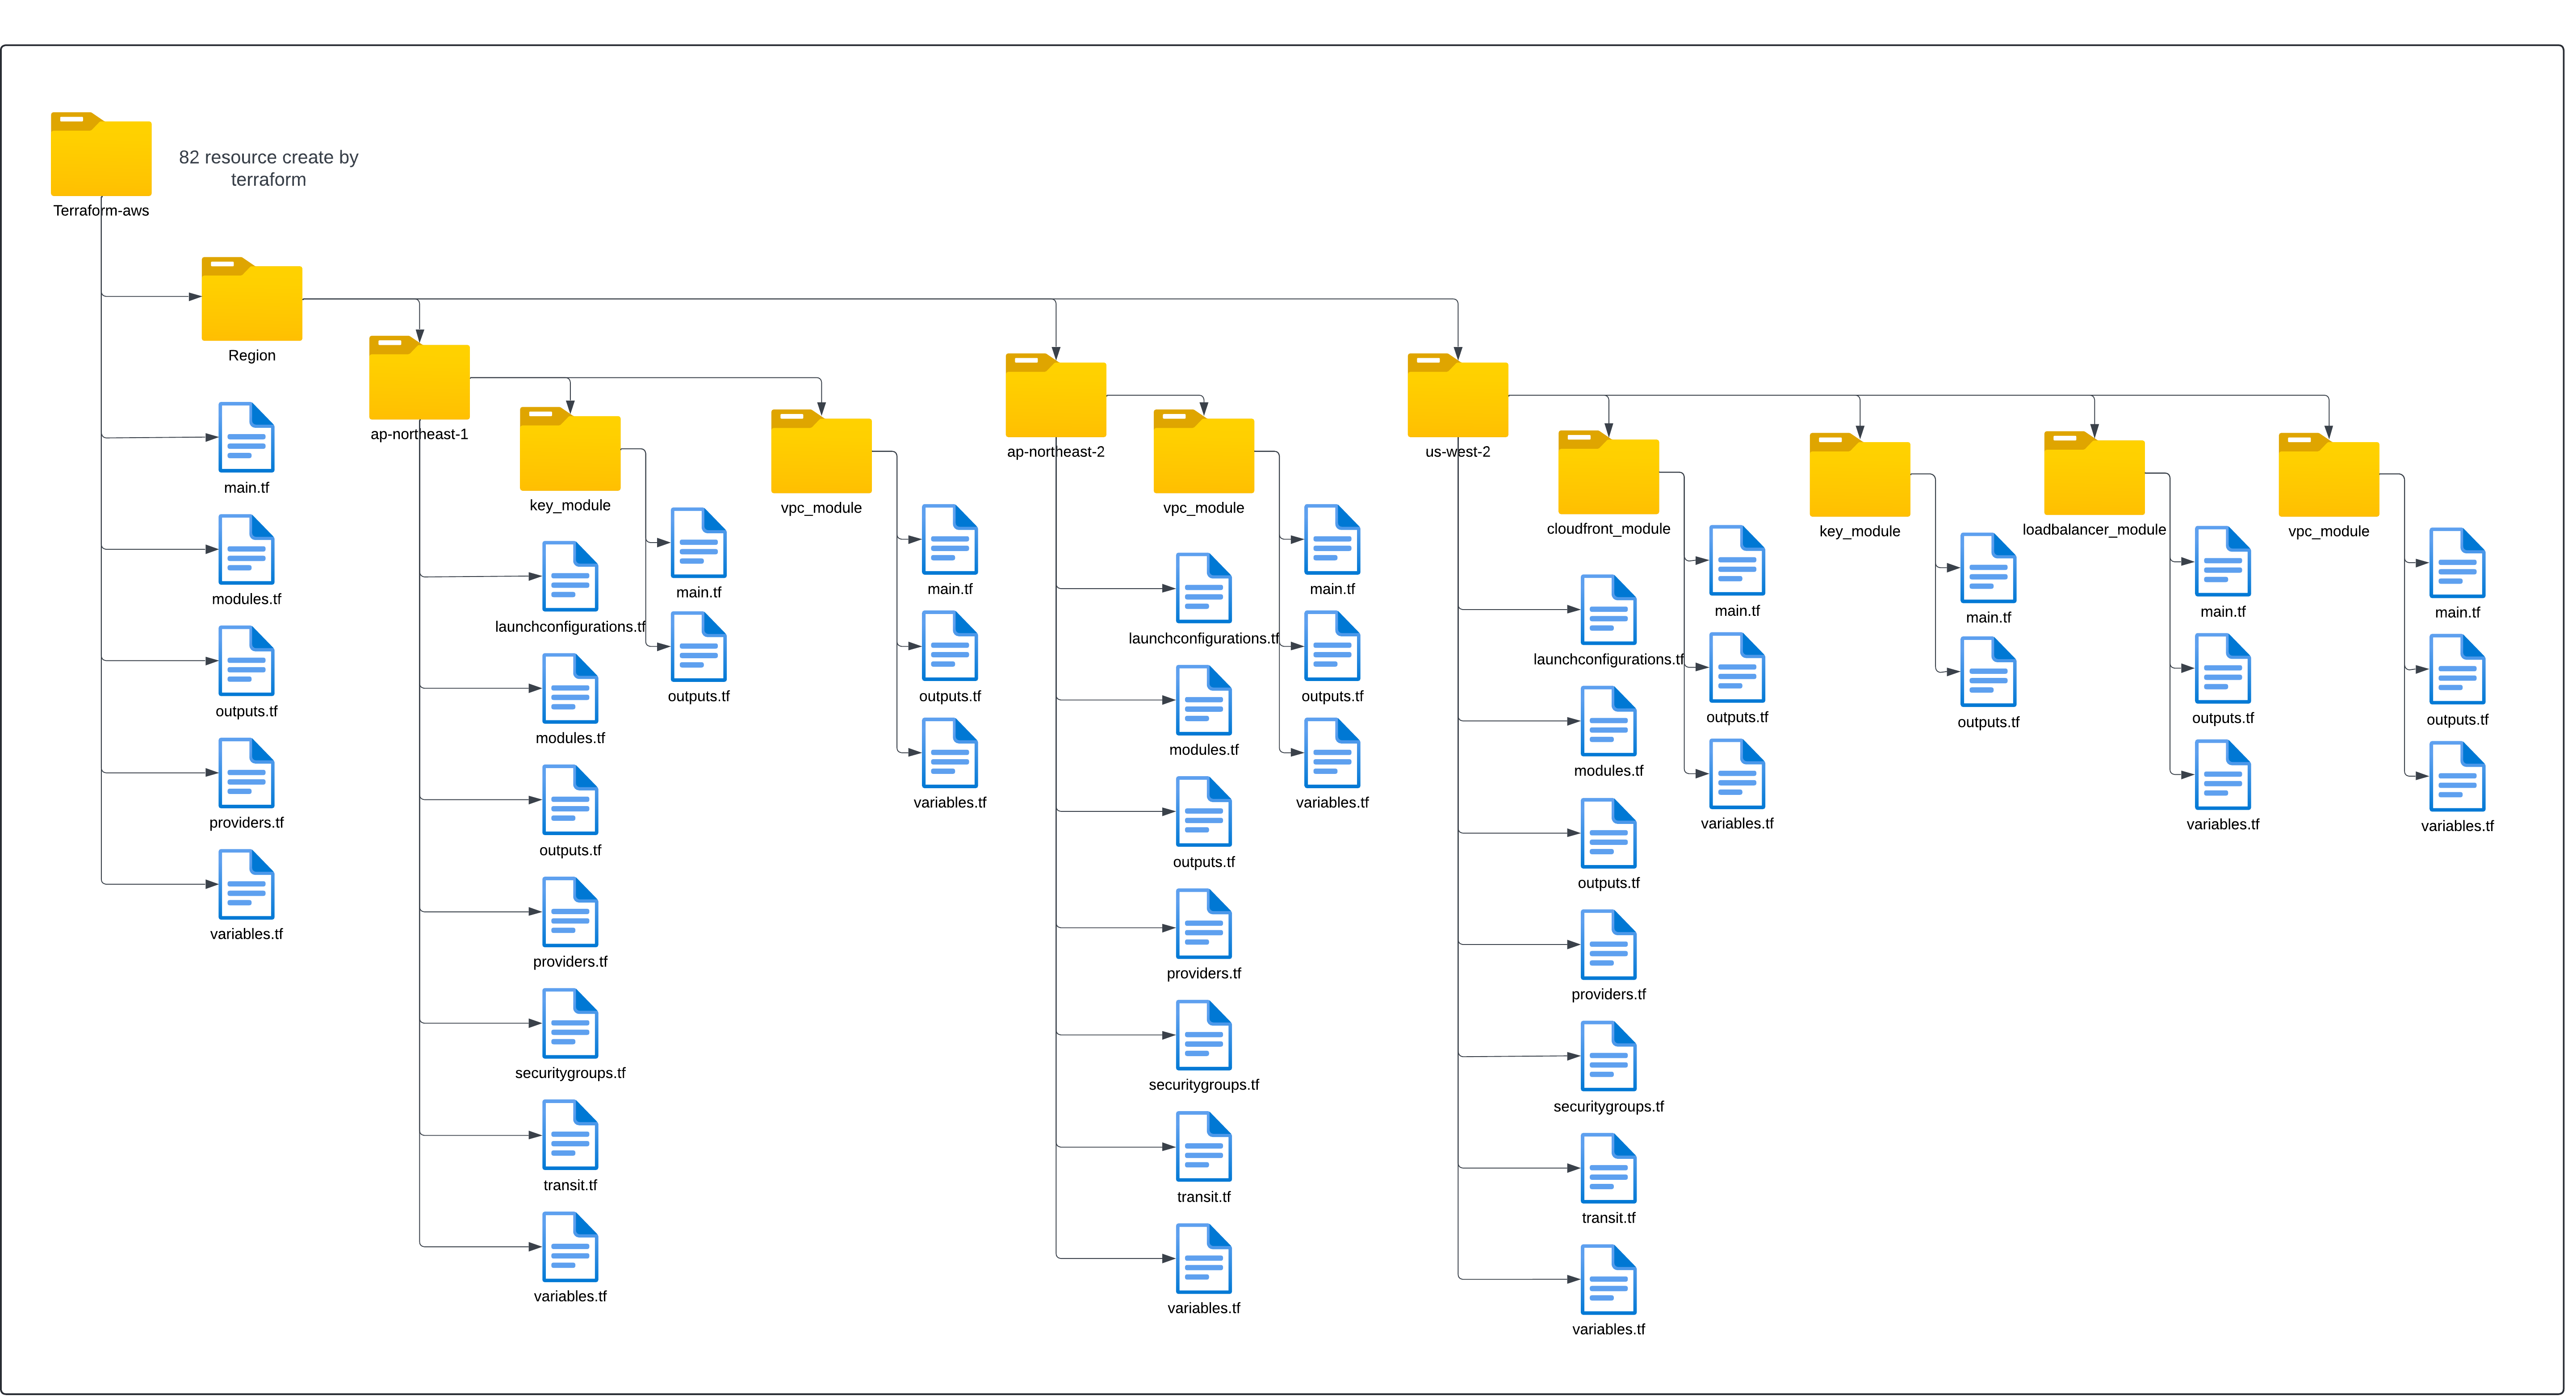 82 resource create by
terraform
Terraform-aws
Region
main.tf
modules.tf
outputs.tf
providers.tf
variables.tf
ap-northeast-1
launchconfigurations.tf
modules.tf
outputs.tf
providers.tf
securitygroups.tf
transit.tf
variables.tf
key_module
main.tf
outputs.tf
vpc_module
main.tf
outputs.tf
variables.tf
ap-northeast-2
launchconfigurations.tf
modules.tf
outputs.tf
providers.tf
securitygroups.tf
transit.tf
variables.tf
vpc_module
main.tf
outputs.tf
variables.tf
us-west-2
launchconfigurations.tf
modules.tf
outputs.tf
providers.tf
securitygroups.tf
transit.tf
variables.tf
cloudfront_module
main.tf
outputs.tf
variables.tf
key_module
main.tf
outputs.tf
loadbalancer_module
main.tf
outputs.tf
variables.tf
vpc_module
main.tf
outputs.tf
variables.tf